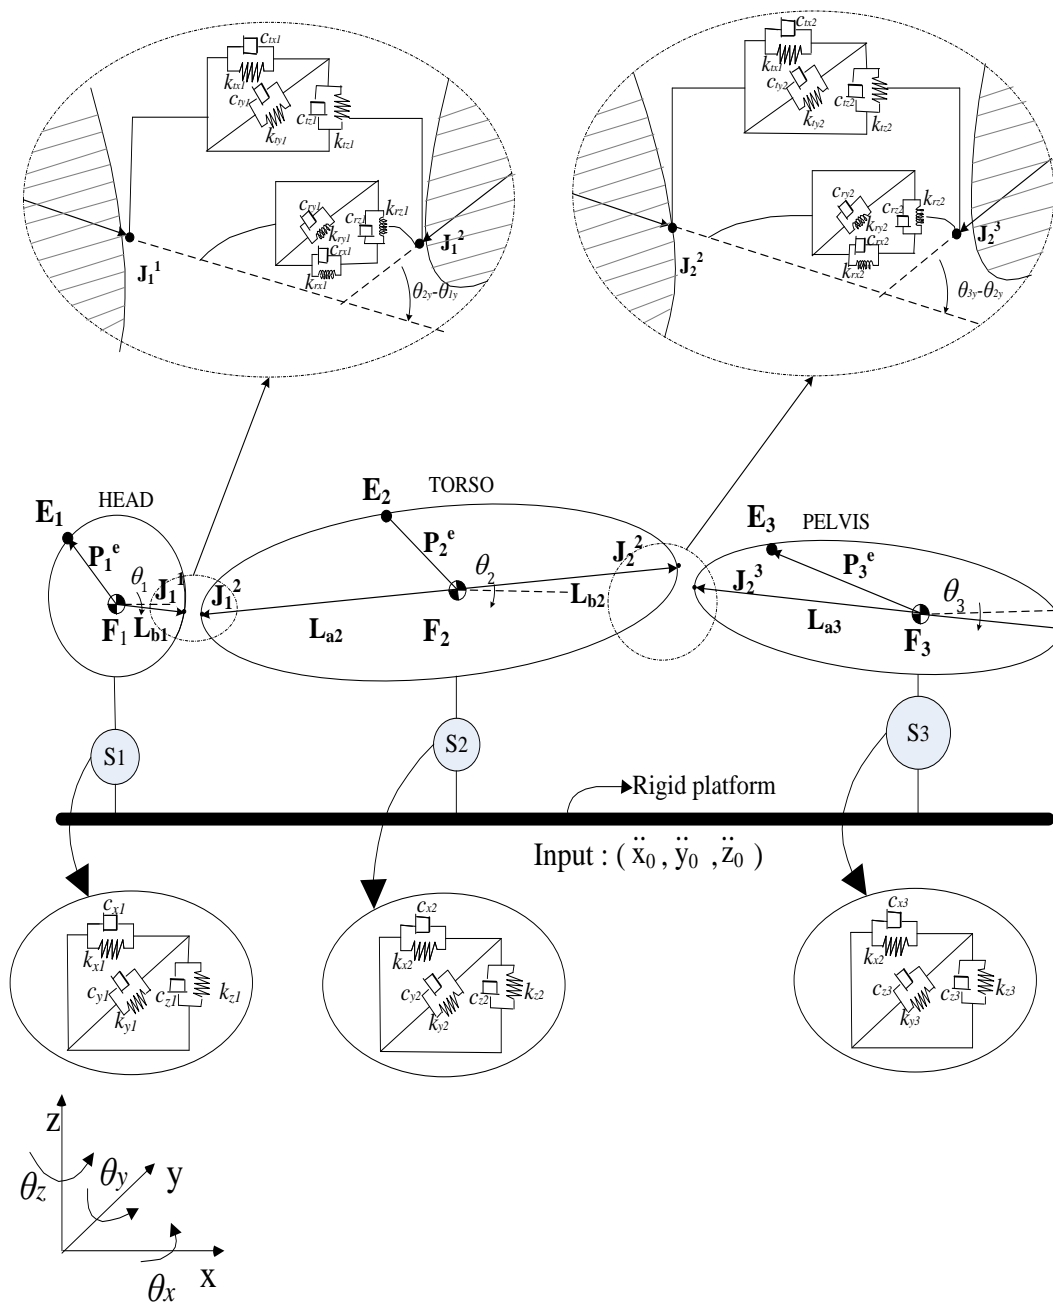 c_tx1
k_tx1
c_ty1
k_ty1
c_tz1
k_tz1
c_ry1
k_ry1
c_rx1
k_rx1
c_rz1
k_rz1
J_1^1
J_1^2
θ_2y-θ_1y
c_tx2
k_tx1
c_ty2
k_ty2
c_tz2
k_tz2
c_ry2
k_ry2
c_rx2
k_rx2
c_rz2
k_rz2
J_2^2
J_2^3
θ_3y-θ_2y
HEAD
E_1
P_1^e
θ_1
J_1^1
F_1
L_b1
TORSO
E_2
P_2^e
J_1^2
θ_2
J_2^2
L_a2
F_2
L_b2
PELVIS
E_3
P_3^e
J_2^3
θ_3
L_a3
F_3
S1
S2
S3
Rigid platform
Input : ( ẍ_0 , ÿ_0 , z̈_0 )
c_x1
k_x1
c_y1
k_y1
c_z1
k_z1
c_x2
k_x2
c_y2
k_y2
c_z2
k_z2
c_x3
k_x2
c_z3
k_y3
c_z3
k_z3
z
θ_z
θ_y
y
θ_x
x